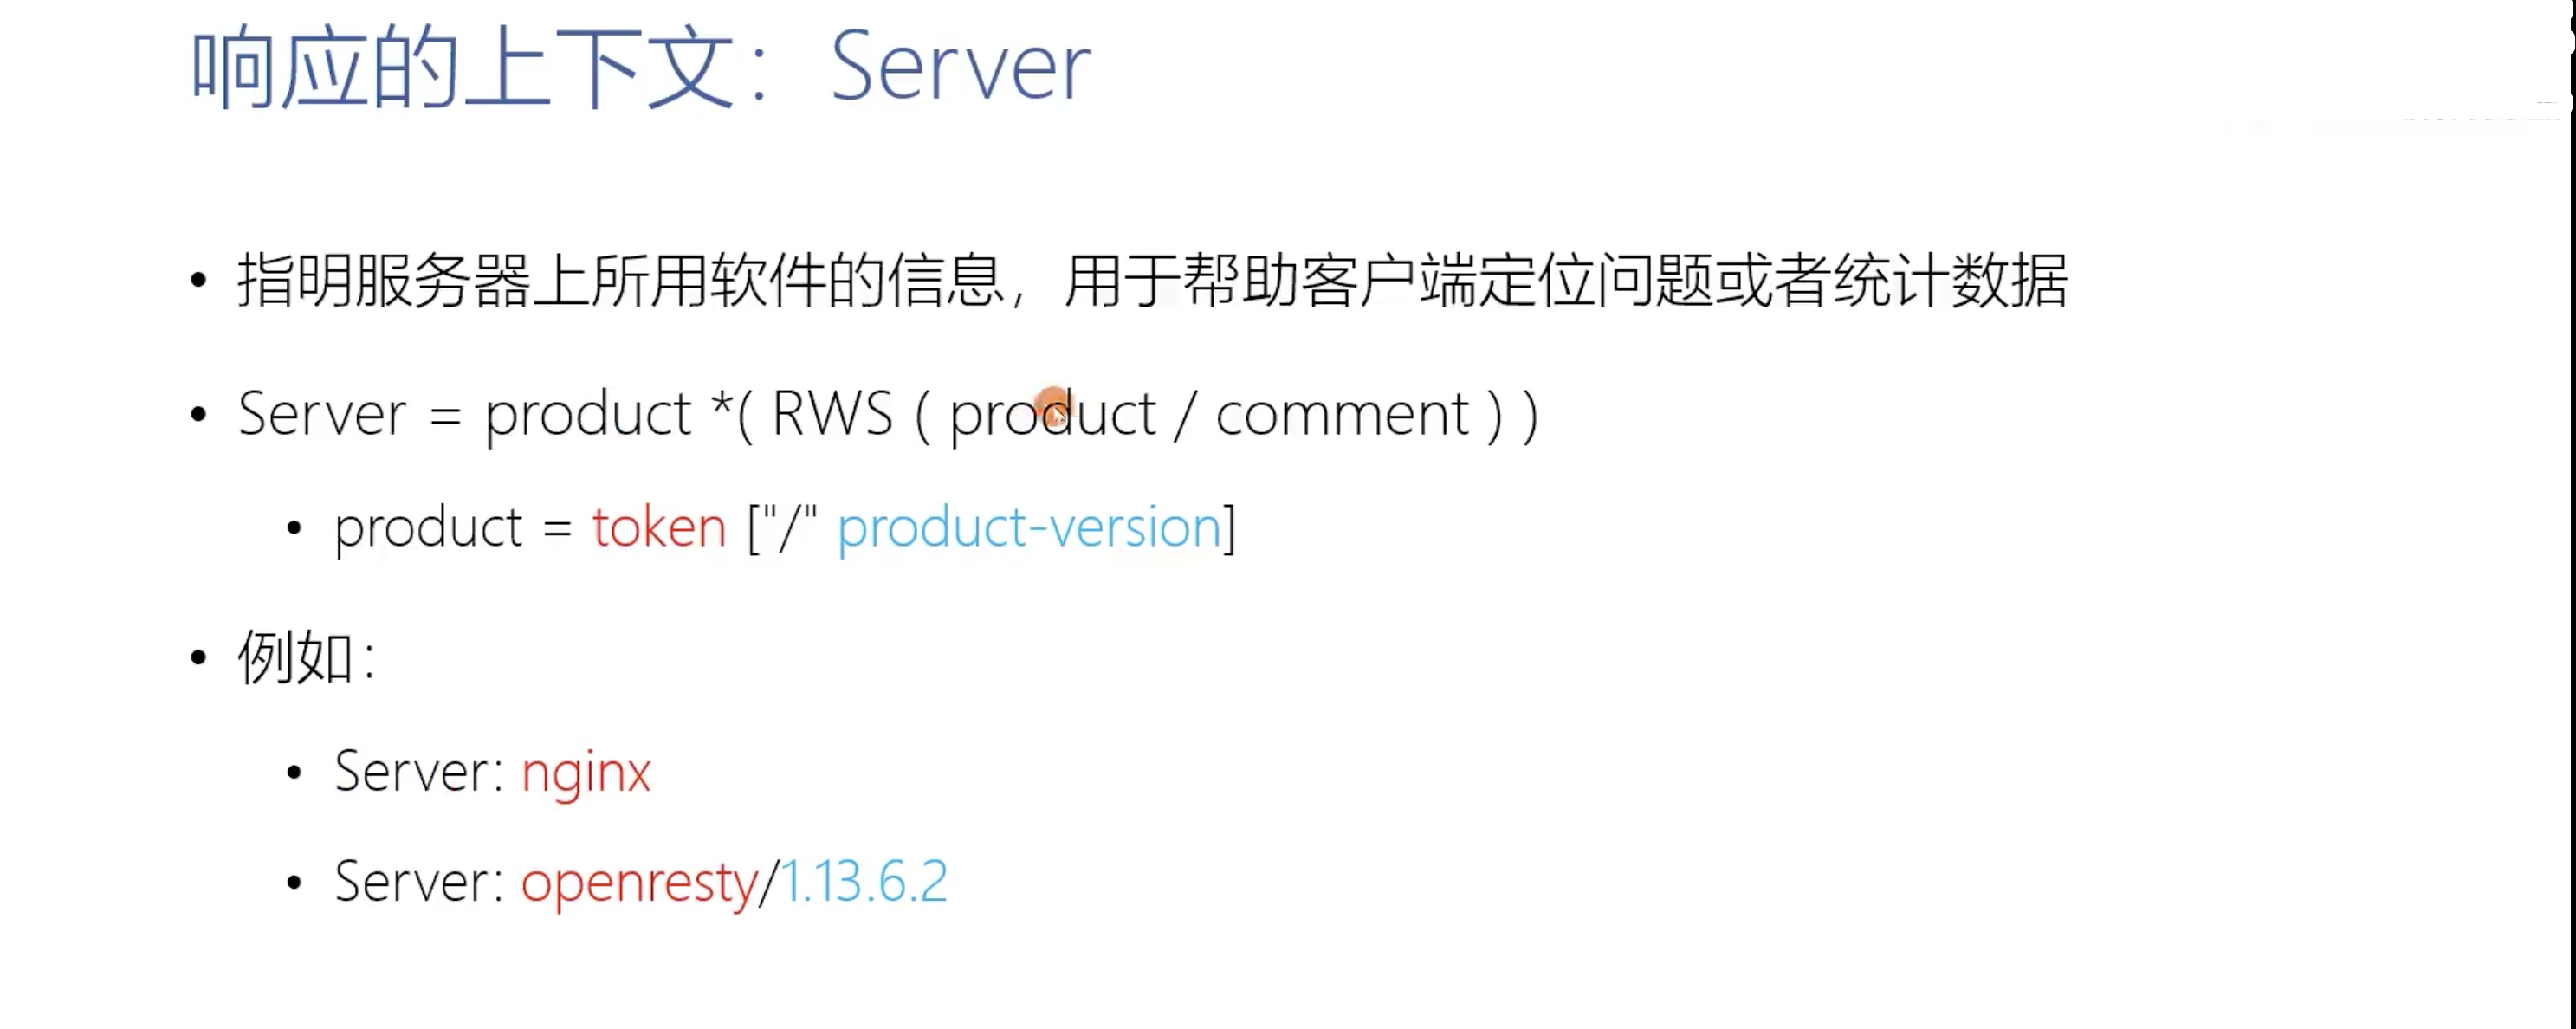 响应的上下文：Server
• 指明服务器上所用软件的信息，用于帮助客户端定位问题或者统计数据
• Server = product *( RWS ( product / comment ) )
• product = token ["/" product-version]
• 例如：
• Server: nginx
• Server: openresty/1.13.6.2